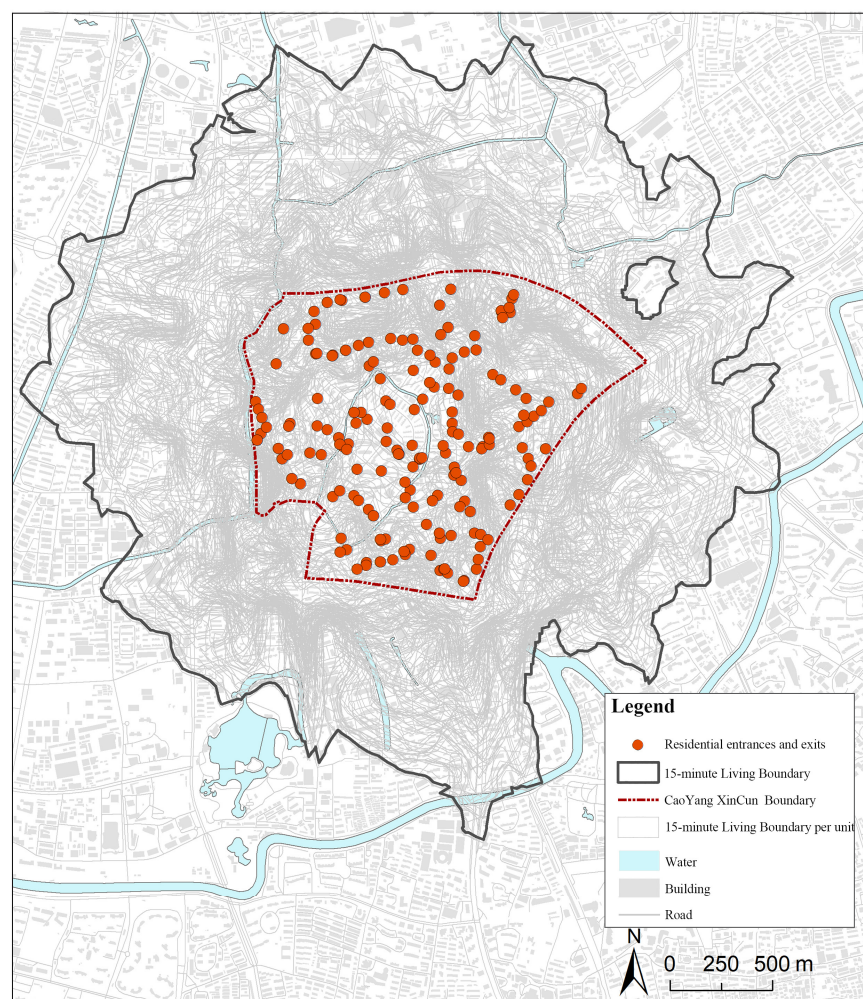 Legend
Residential entrances and exits
15-minute Living Boundary
CaoYang XinCun Boundary
15-minute Living Boundary per unit
Water
Building
Road
N
0 250 500 m